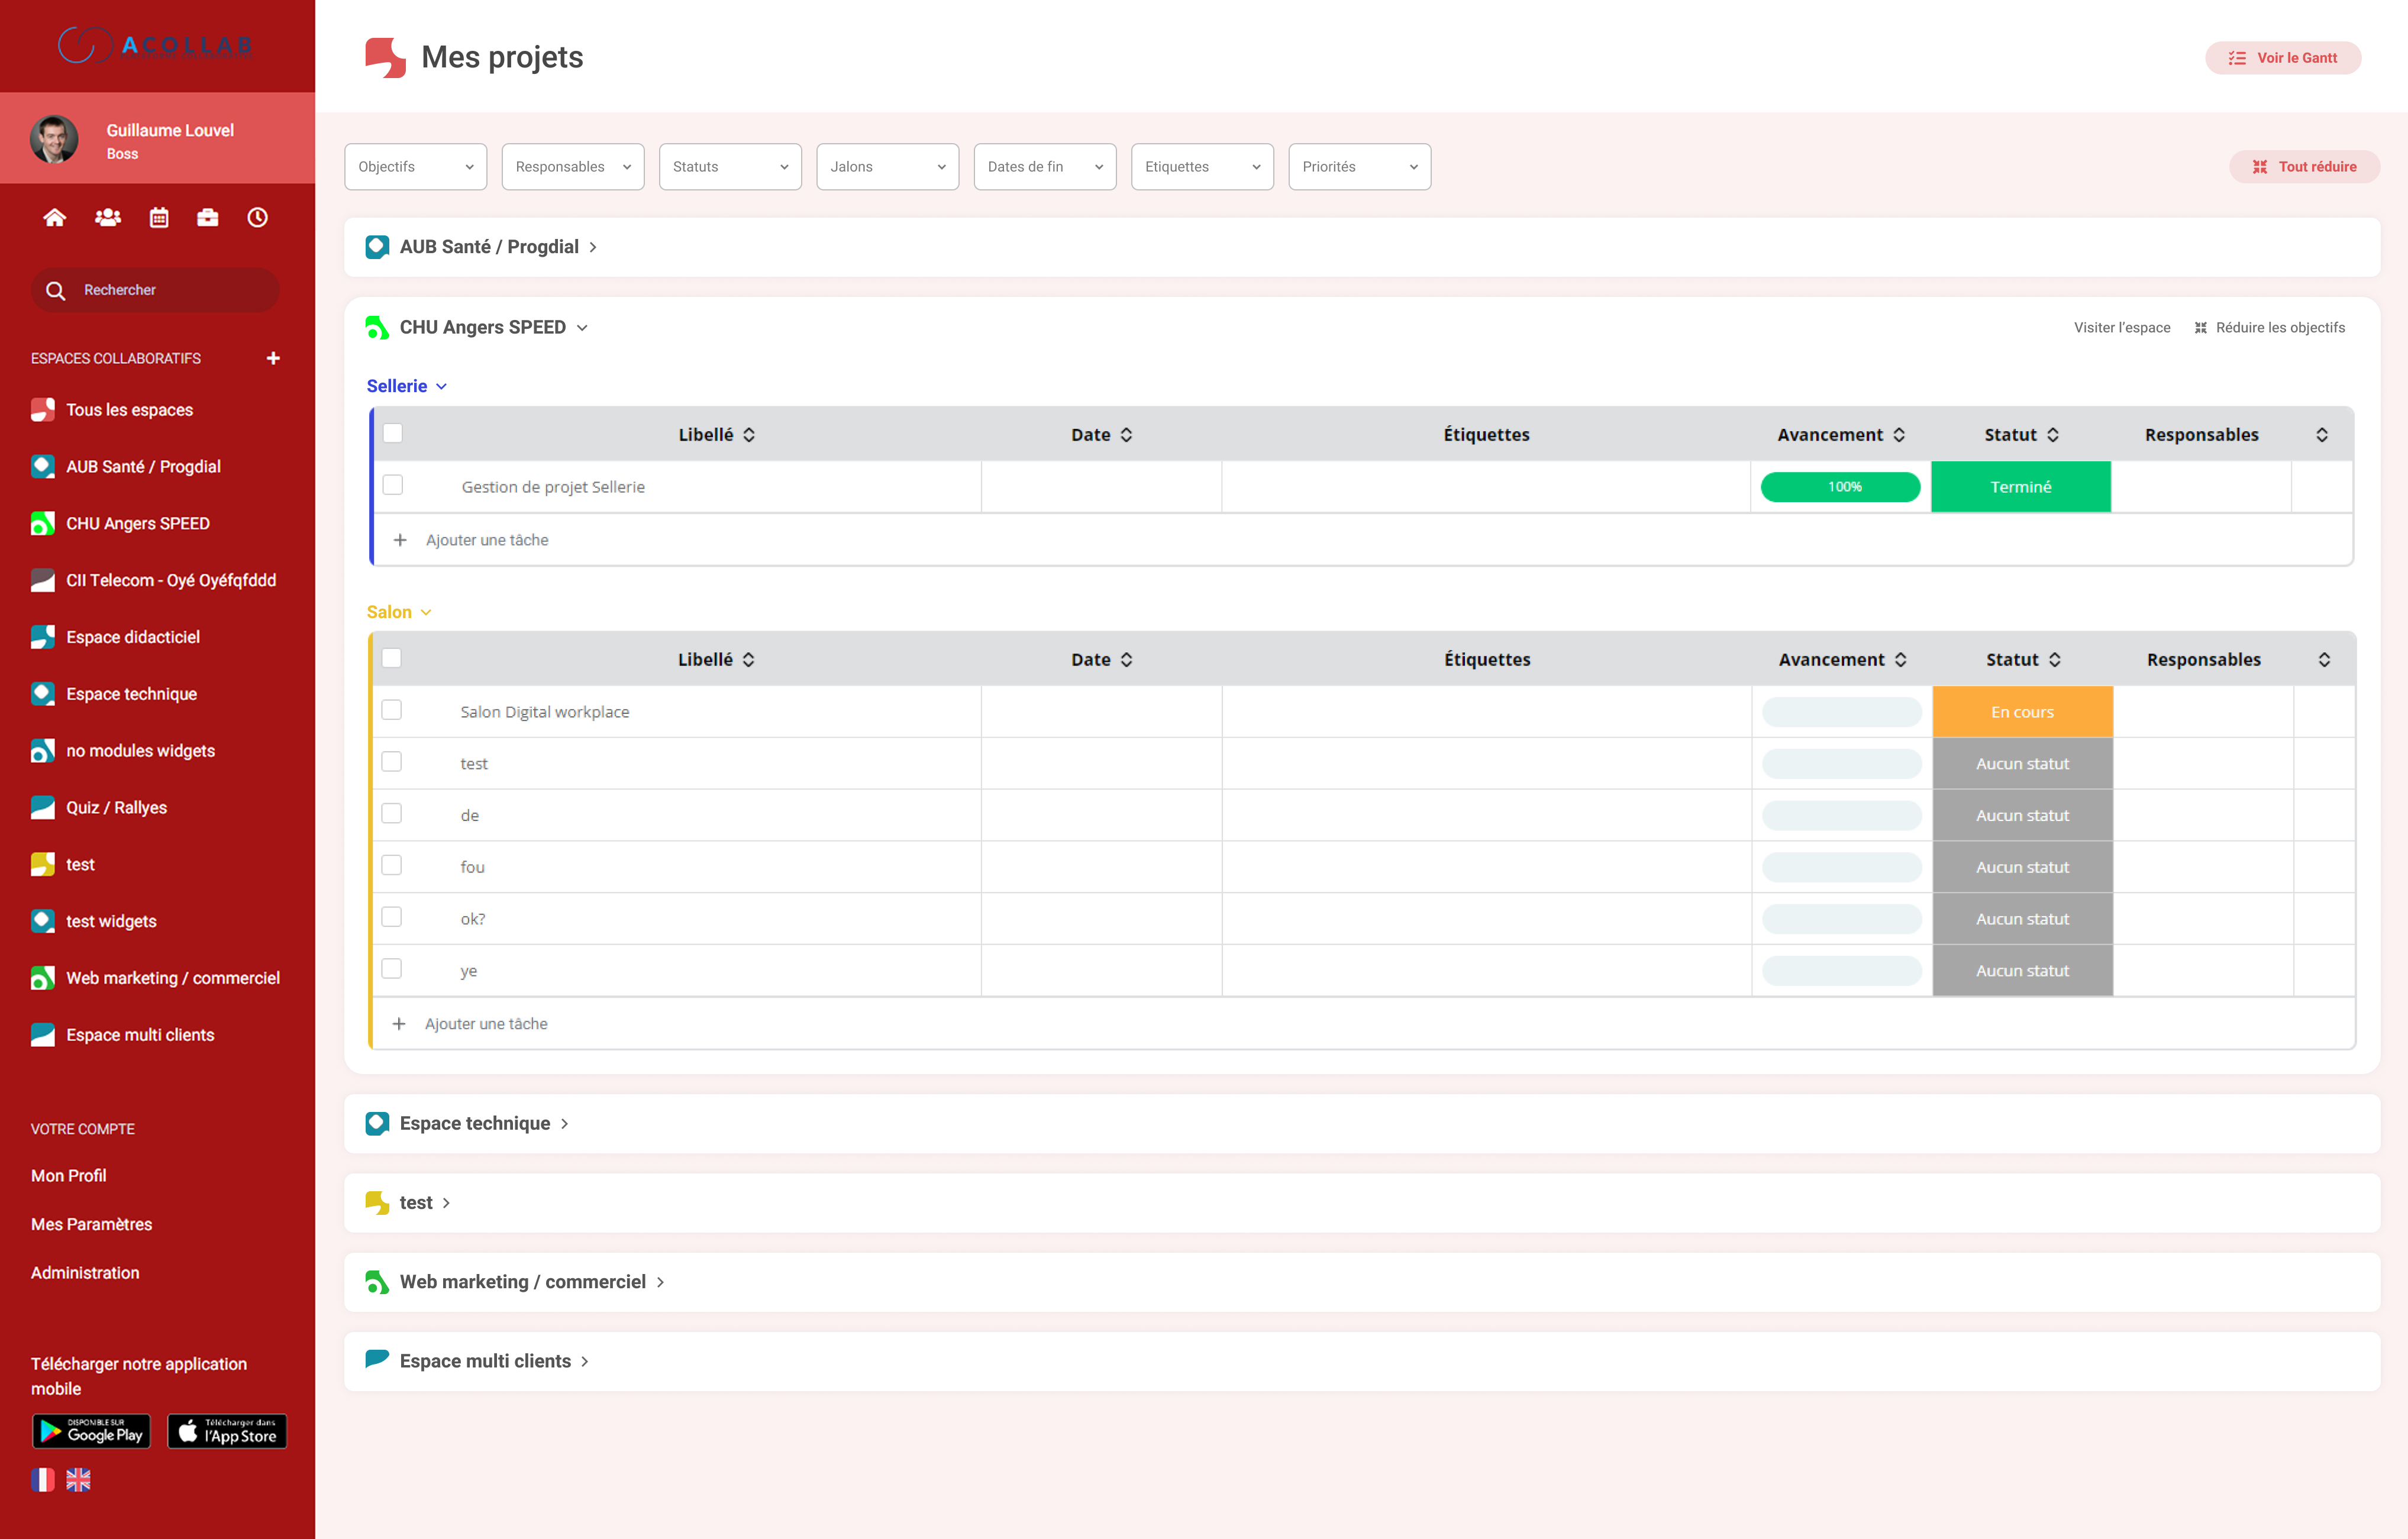 ACOLLAB
Guillaume Louvel
Boss
Rechercher
ESPACES COLLABORATIFS
Tous les espaces
AUB Santé / Progdial
CHU Angers SPEED
CII Telecom - Oyé Oyéfqfddd
Espace didacticiel
Espace technique
no modules widgets
Quiz / Rallyes
test
test widgets
Web marketing / commerciel
Espace multi clients
VOTRE COMPTE
Mon Profil
Mes Paramètres
Administration
Télécharger notre application
mobile
DISPONIBLE SUR
Google Play
Télécharger dans
l'App Store
Mes projets
Voir le Gantt
Objectifs Responsables Statuts Jalons Dates de fin Etiquettes Priorités
Tout réduire
AUB Santé / Progdial
CHU Angers SPEED
Visiter l'espace Réduire les objectifs
Sellerie
Libellé Date Étiquettes Avancement Statut Responsables
Gestion de projet Sellerie 100% Terminé
+ Ajouter une tâche
Salon
Libellé Date Étiquettes Avancement Statut Responsables
Salon Digital workplace En cours
test Aucun statut
de Aucun statut
fou Aucun statut
ok? Aucun statut
ye Aucun statut
+ Ajouter une tâche
Espace technique
test
Web marketing / commerciel
Espace multi clients